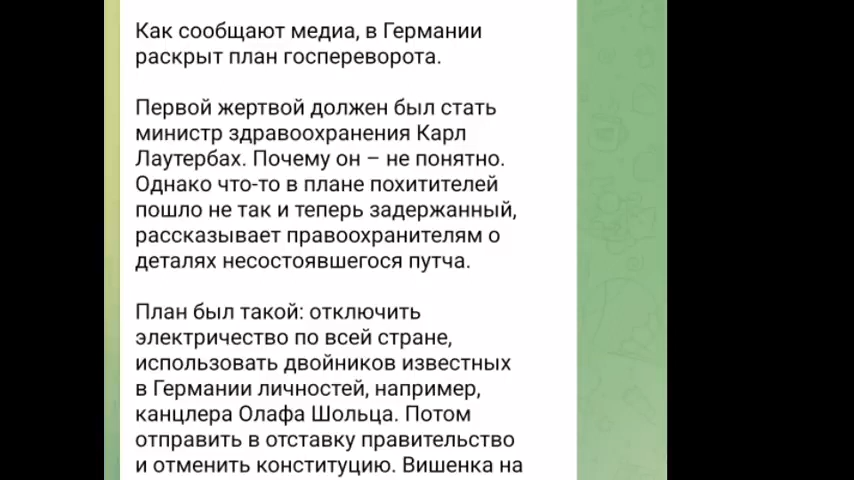 Как сообщают медиа, в Германии
раскрыт план госпереворота.
Первой жертвой должен был стать
министр здравоохранения Карл
Лаутербах. Почему он – не понятно.
Однако что-то в плане похитителей
пошло не так и теперь задержанный,
рассказывает правоохранителям о
деталях несостоявшегося путча.
План был такой: отключить
электричество по всей стране,
использовать двойников известных
в Германии личностей, например,
канцлера Олафа Шольца. Потом
отправить в отставку правительство
и отменить конституцию. Вишенка на